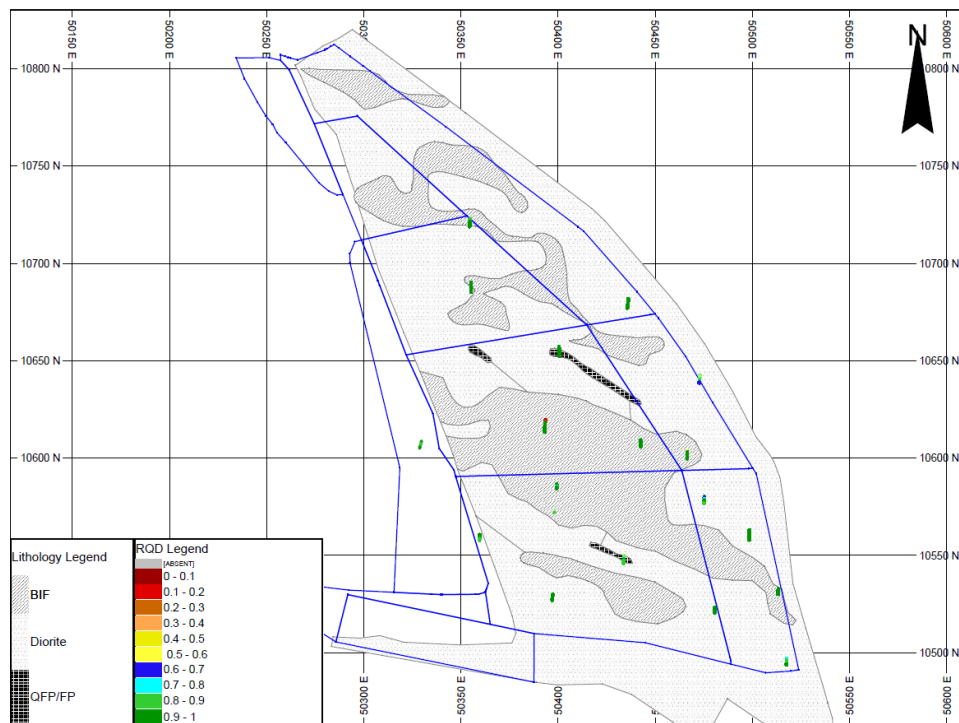 50150 E
50200 E
50250 E
50300 E
50350 E
50400 E
50450 E
50500 E
50550 E
50600 E
N
10800 N
10800 N
10750 N
10750 N
10700 N
10700 N
10650 N
10650 N
10600 N
10600 N
10550 N
10500 N
Lithology Legend
BIF
Diorite
QFP/FP
RQD Legend
[ABSENT]
0 - 0.1
0.1 - 0.2
0.2 - 0.3
0.3 - 0.4
0.4 - 0.5
0.5 - 0.6
0.6 - 0.7
0.7 - 0.8
0.8 - 0.9
0.9 - 1
50300 E
50350 E
50400 E
50450 E
50500 E
50550 E
50600 E